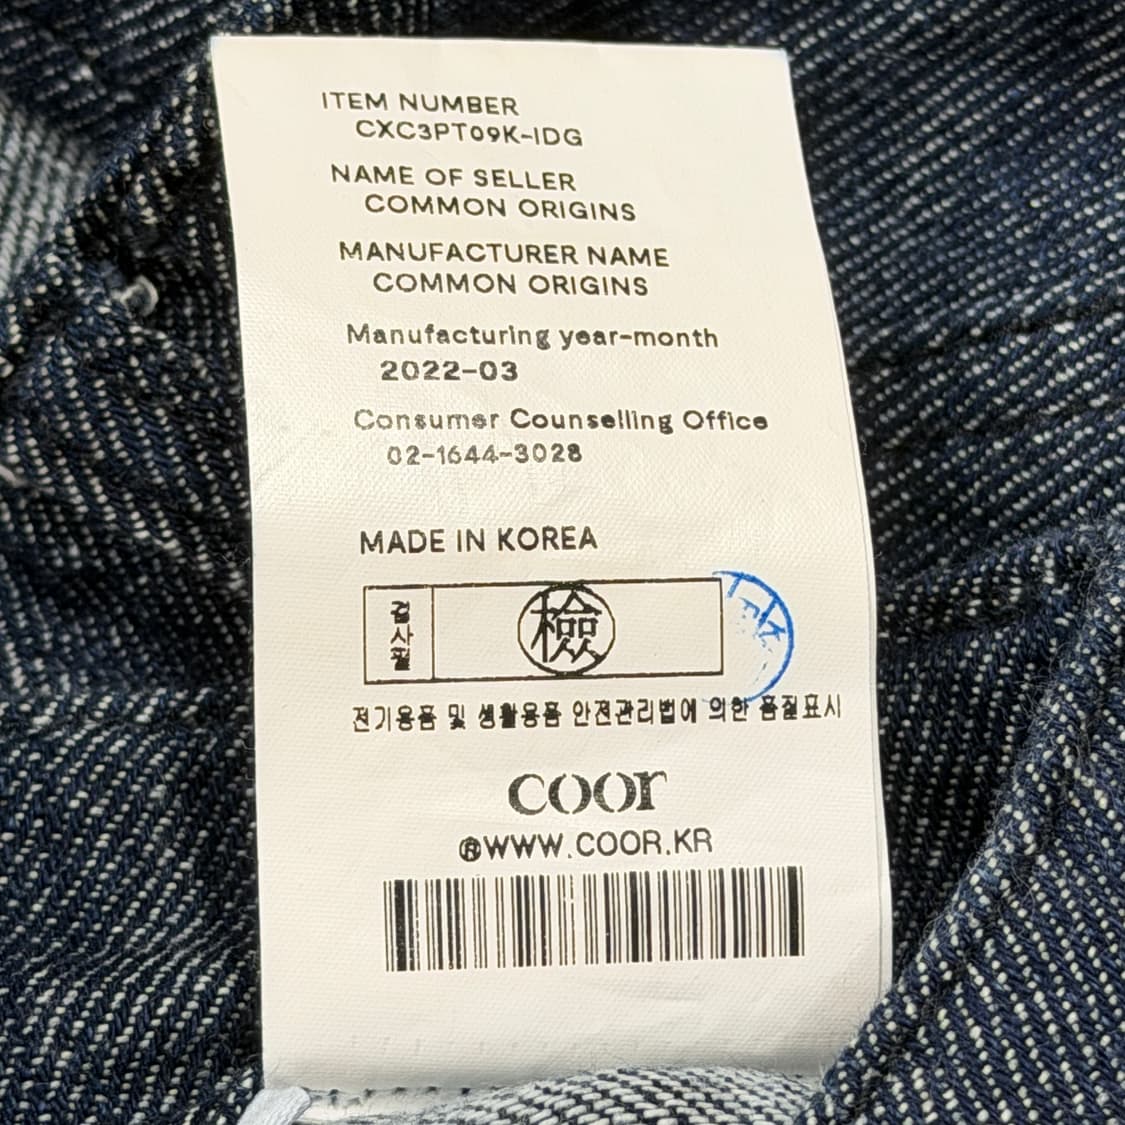 ITEM NUMBER
CXC3PT09K-IDG
NAME OF SELLER
COMMON ORIGINS
MANUFACTURER NAME
COMMON ORIGINS
Manufacturing year-month
2022-03
Consumer Counselling Office
02-1644-3028
MADE IN KOREA
검사필
檢
전기용품 및 생활용품 안전관리법에 의한 품질표시
coor
®WWW.COOR.KR